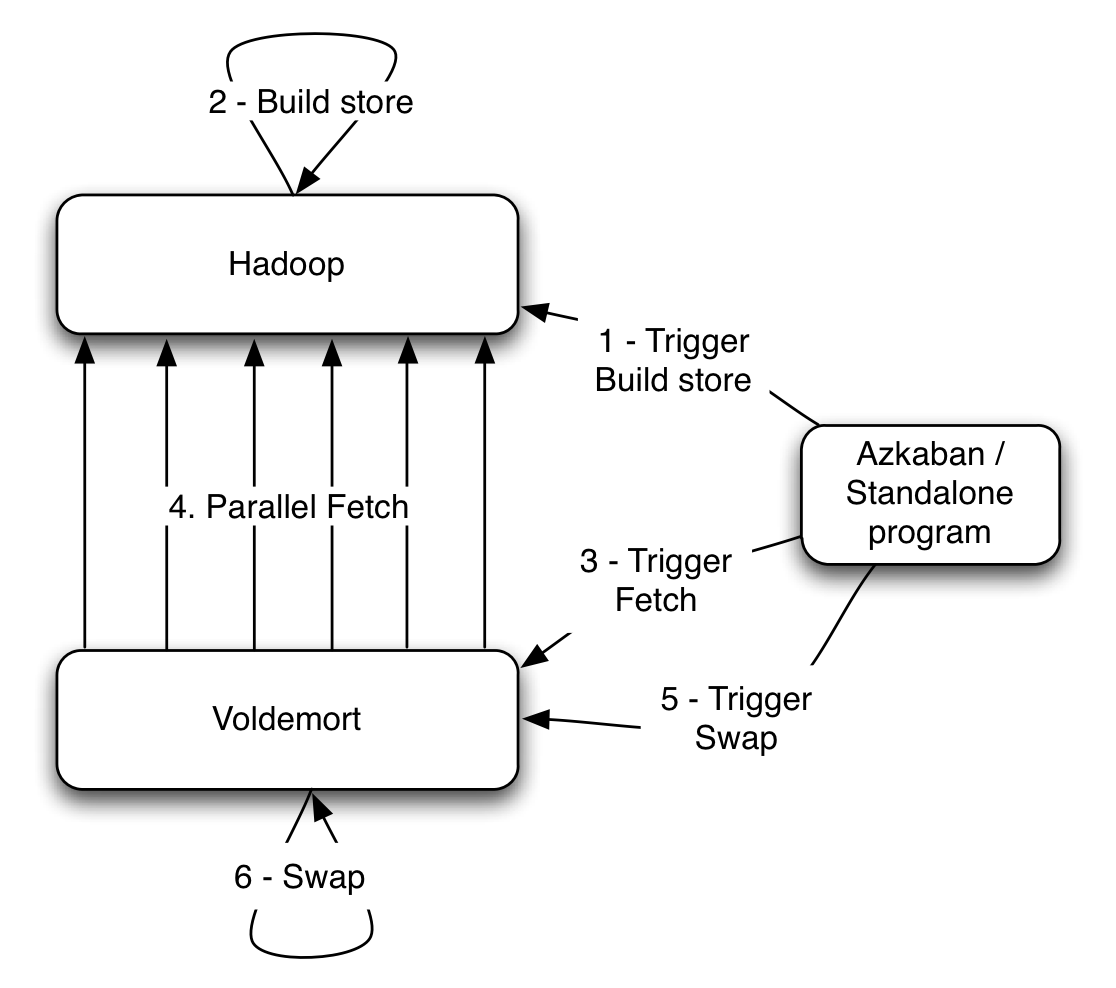 2 - Build store
Hadoop
1 - Trigger
Build store
Azkaban /
Standalone
program
4. Parallel Fetch
3 - Trigger
Fetch
5 - Trigger
Swap
Voldemort
6 - Swap